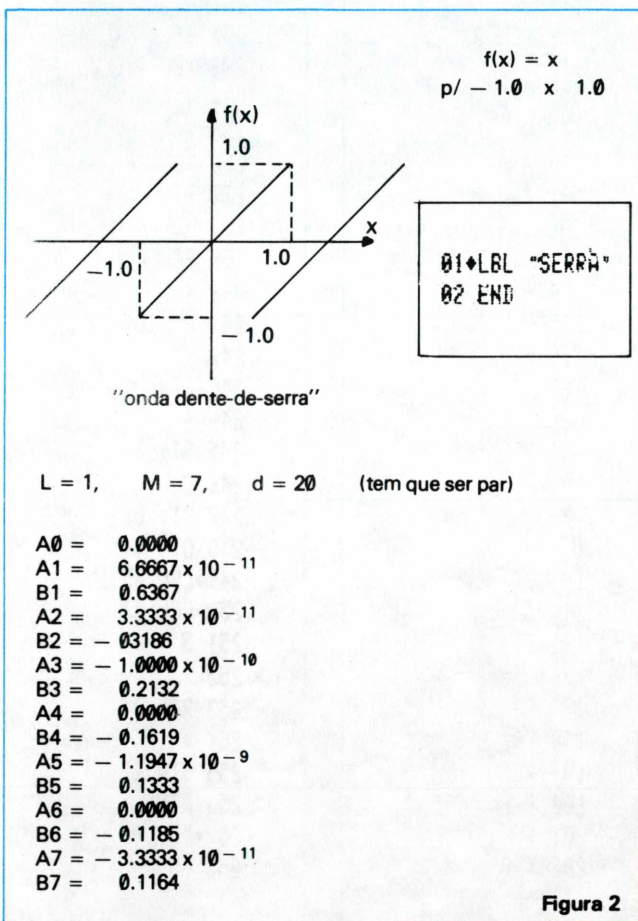 f(x) = x
p/ − 1.0 x 1.0
f(x)
1.0
x
−1.0
1.0
− 1.0
01♦LBL "SERRA"
02 END
"onda dente-de-serra"
L = 1, M = 7, d = 20 (tem que ser par)
A0 = 0.0000
A1 = 6.6667 x 10 − 11
B1 = 0.6367
A2 = 3.3333 x 10 − 11
B2 = − 03186
A3 = − 1.0000 x 10 − 10
B3 = 0.2132
A4 = 0.0000
B4 = − 0.1619
A5 = − 1.1947 x 10 − 9
B5 = 0.1333
A6 = 0.0000
B6 = − 0.1185
A7 = − 3.3333 x 10 − 11
B7 = 0.1164
Figura 2